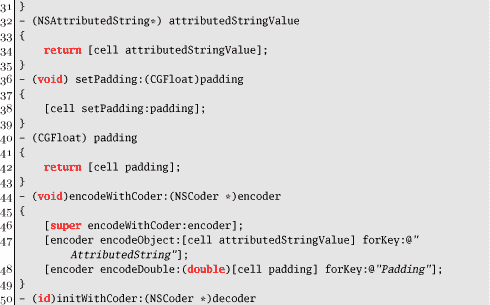 31 }
32 - (NSAttributedString*) attributedStringValue
33 {
34     return [cell attributedStringValue];
35 }
36 - (void) setPadding:(CGFloat)padding
37 {
38     [cell setPadding:padding];
39 }
40 - (CGFloat) padding
41 {
42     return [cell padding];
43 }
44 - (void)encodeWithCoder:(NSCoder *)encoder
45 {
46     [super encodeWithCoder:encoder];
47     [encoder encodeObject:[cell attributedStringValue] forKey:@"
        AttributedString"];
48     [encoder encodeDouble:(double)[cell padding] forKey:@"Padding"];
49 }
50 - (id)initWithCoder:(NSCoder *)decoder